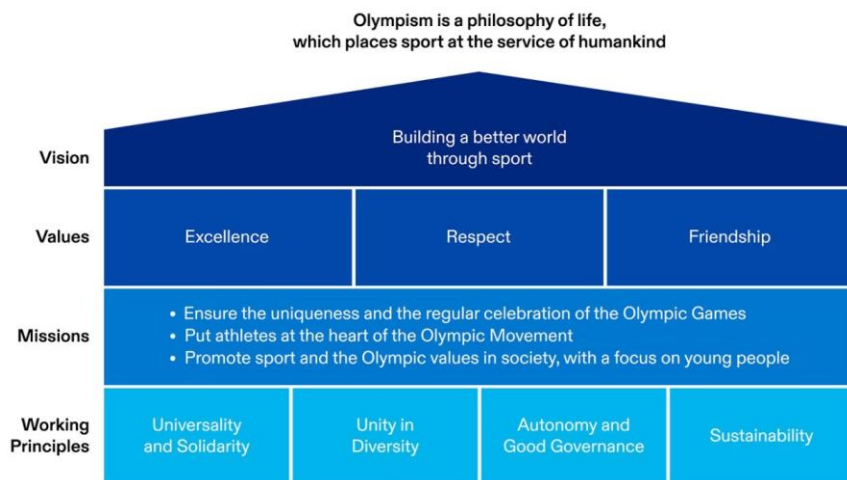 Olympism is a philosophy of life,
which places sport at the service of humankind
Vision
Building a better world
through sport
Values
Excellence
Respect
Friendship
Missions
• Ensure the uniqueness and the regular celebration of the Olympic Games
• Put athletes at the heart of the Olympic Movement
• Promote sport and the Olympic values in society, with a focus on young people
Working
Principles
Universality
and Solidarity
Unity in
Diversity
Autonomy and
Good Governance
Sustainability